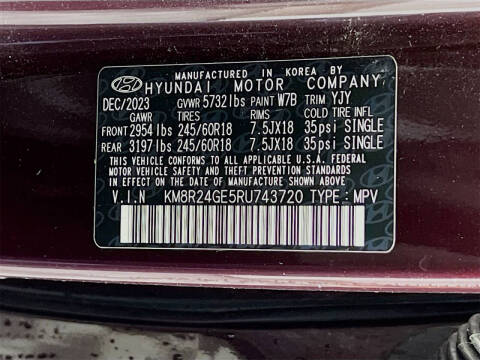 MANUFACTURED IN KOREA BY
HYUNDAI MOTOR COMPANY
DEC/2023 GVWR 5732 lbs PAINT W7B TRIM YJY
GAWR TIRES RIMS COLD TIRE INFL
FRONT 2954 lbs 245/60R18 7.5JX18 35psi SINGLE
REAR 3197 lbs 245/60R18 7.5JX18 35psi SINGLE
THIS VEHICLE CONFORMS TO ALL APPLICABLE U.S.A. FEDERAL
MOTOR VEHICLE SAFETY AND THEFT PREVENTION STANDARDS
IN EFFECT ON THE DATE OF MANUFACTURE SHOWN ABOVE.
V.I.N KM8R24GE5RU743720 TYPE : MPV